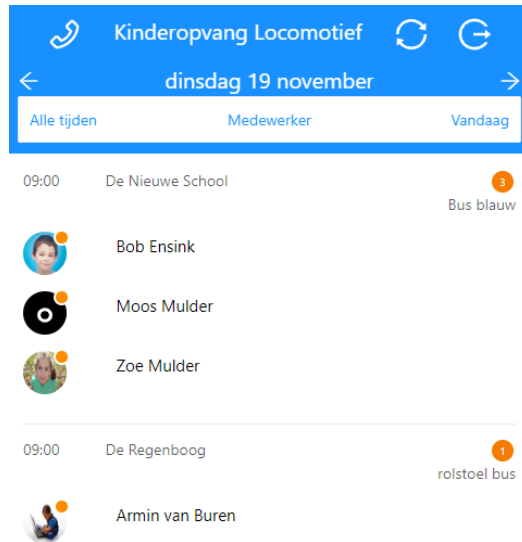 Kinderopvang Locomotief
dinsdag 19 november
Alle tijden Medewerker Vandaag
09:00 De Nieuwe School 3
Bus blauw
Bob Ensink
Moos Mulder
Zoe Mulder
09:00 De Regenboog 1
rolstoel bus
Armin van Buren